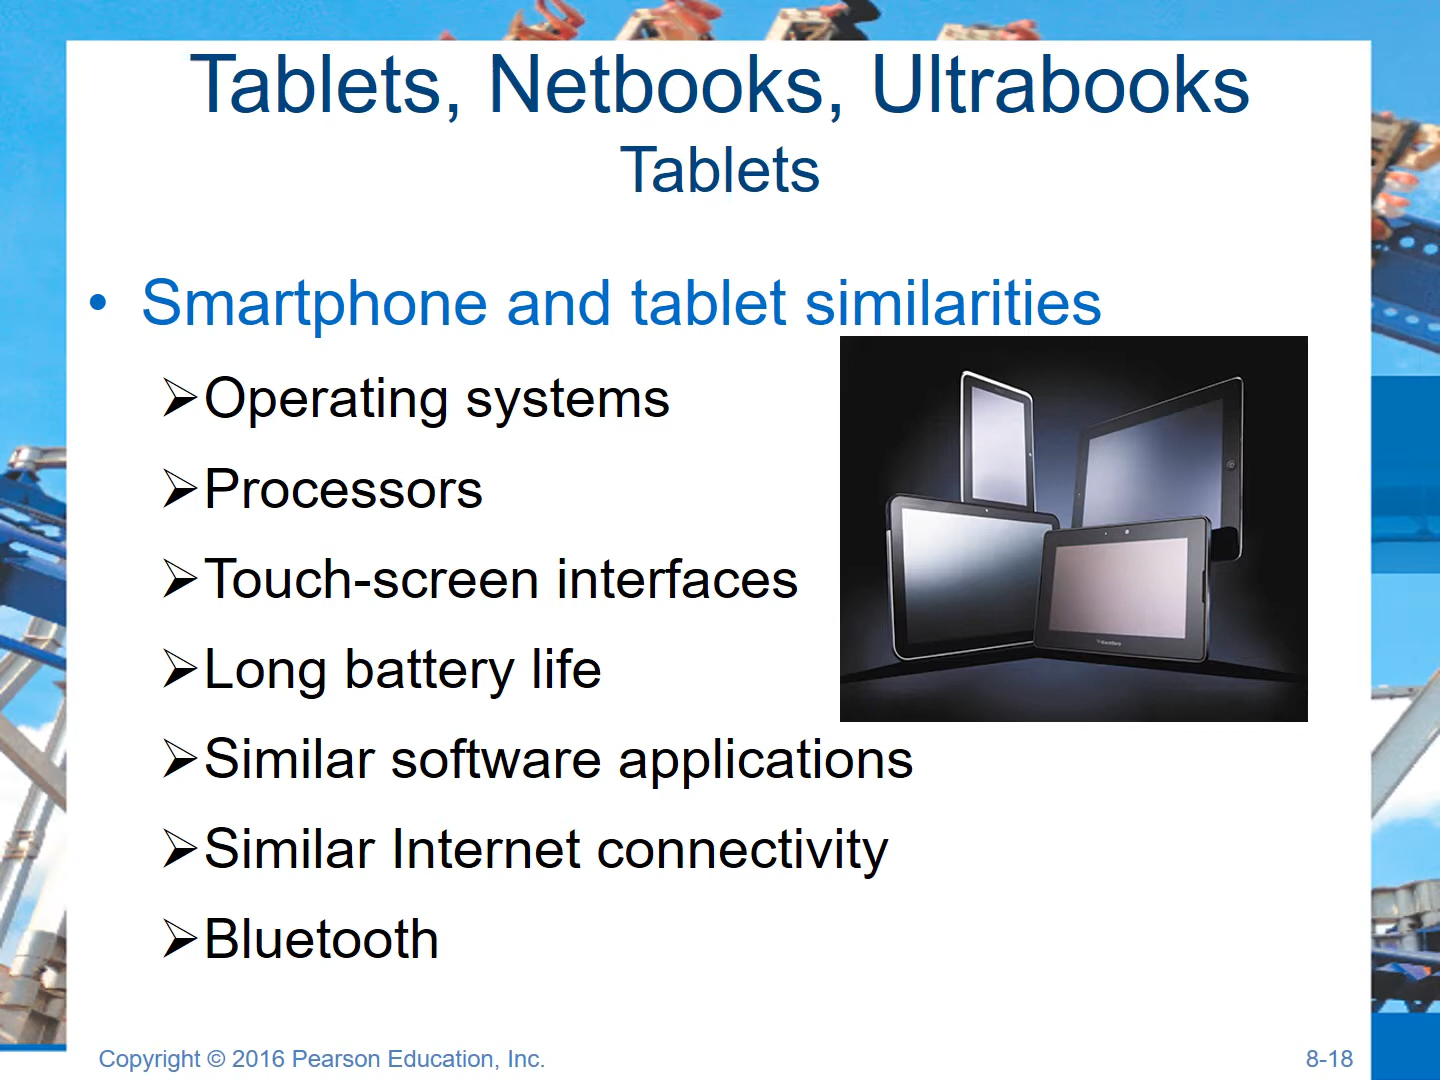 Tablets, Netbooks, Ultrabooks
Tablets
• Smartphone and tablet similarities
➢Operating systems
➢Processors
➢Touch-screen interfaces
➢Long battery life
➢Similar software applications
➢Similar Internet connectivity
➢Bluetooth
BlackBerry
Copyright © 2016 Pearson Education, Inc.
8-18